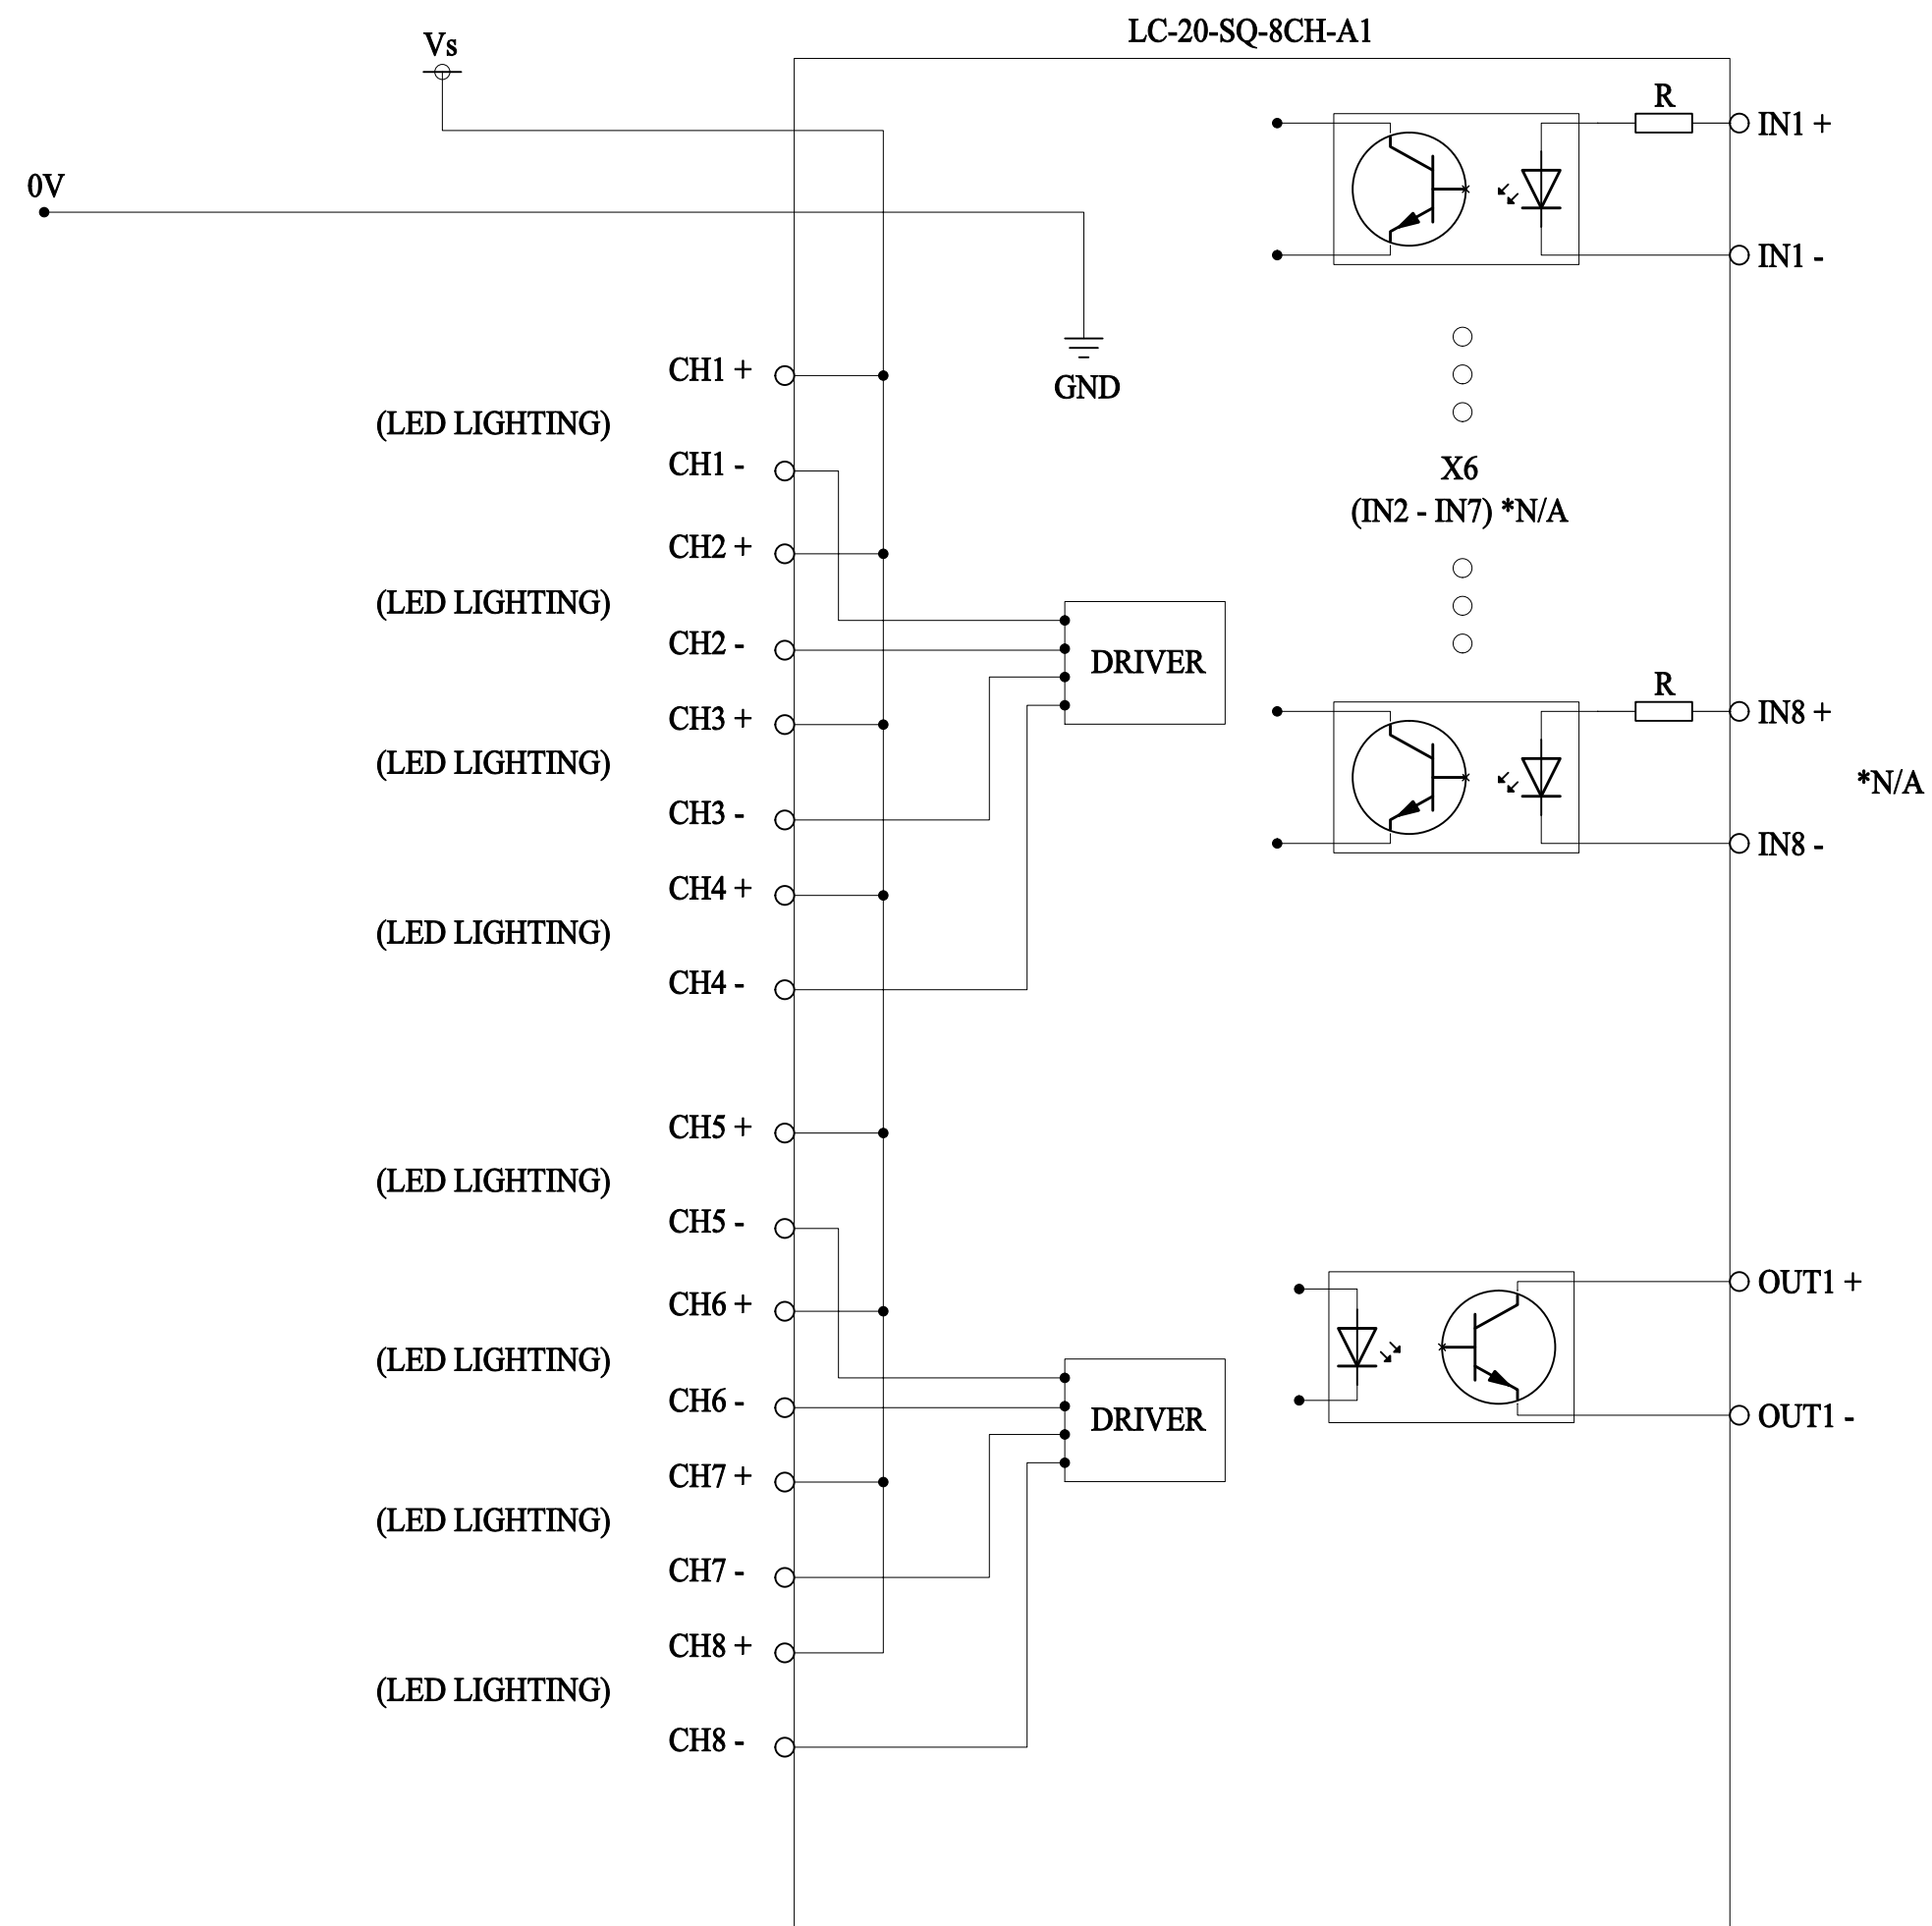 LC-20-SQ-8CH-A1
Vs
0V
GND
CH1 +
(LED LIGHTING)
CH1 -
CH2 +
(LED LIGHTING)
CH2 -
CH3 +
(LED LIGHTING)
CH3 -
CH4 +
(LED LIGHTING)
CH4 -
DRIVER
CH5 +
(LED LIGHTING)
CH5 -
CH6 +
(LED LIGHTING)
CH6 -
CH7 +
(LED LIGHTING)
CH7 -
CH8 +
(LED LIGHTING)
CH8 -
DRIVER
R
IN1 +
IN1 -
X6
(IN2 - IN7) *N/A
R
IN8 +
*N/A
IN8 -
OUT1 +
OUT1 -